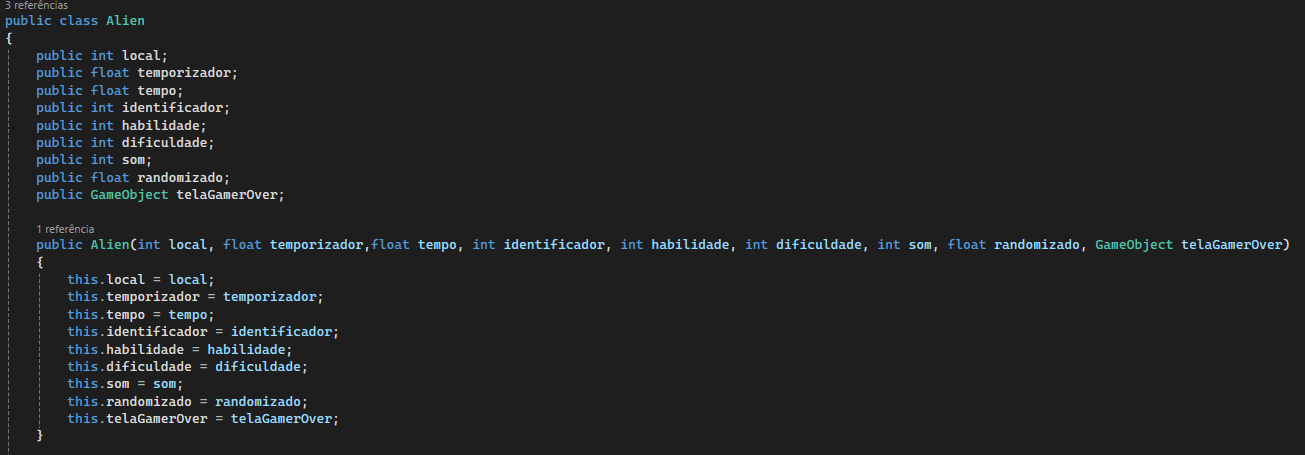 3 referências
public class Alien
{
public int local;
public float temporizador;
public float tempo;
public int identificador;
public int habilidade;
public int dificuldade;
public int som;
public float randomizado;
public GameObject telaGamerOver;
1 referência
public Alien(int local, float temporizador,float tempo, int identificador, int habilidade, int dificuldade, int som, float randomizado, GameObject telaGamerOver)
{
this.local = local;
this.temporizador = temporizador;
this.tempo = tempo;
this.identificador = identificador;
this.habilidade = habilidade;
this.dificuldade = dificuldade;
this.som = som;
this.randomizado = randomizado;
this.telaGamerOver = telaGamerOver;
}